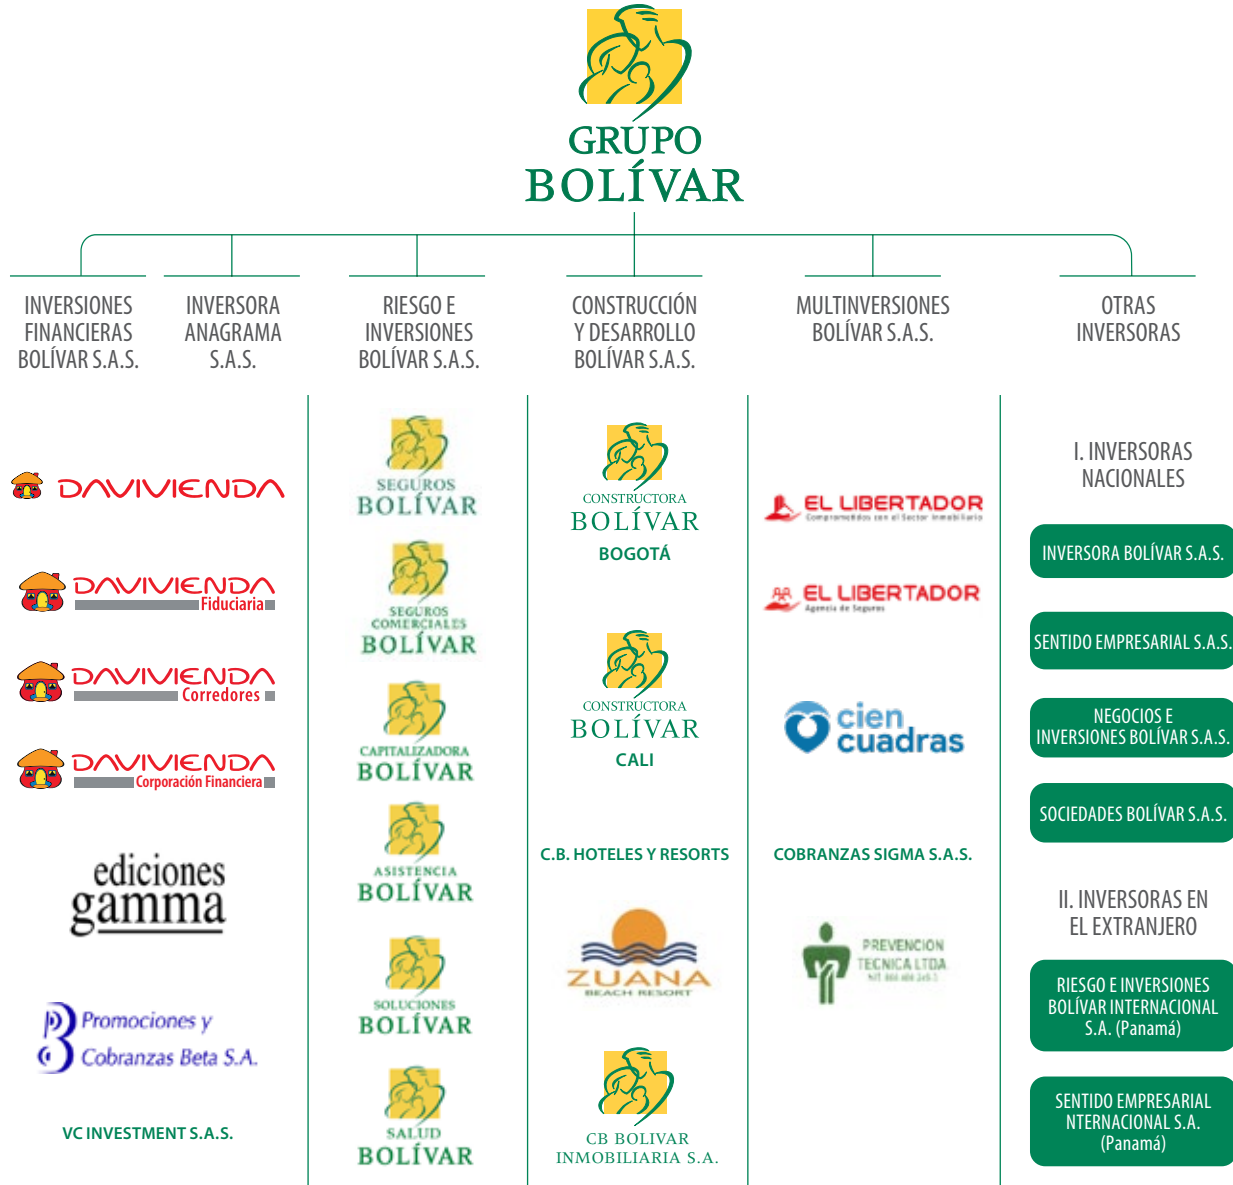 GRUPO
BOLÍVAR
INVERSIONES
FINANCIERAS
BOLÍVAR S.A.S.
INVERSORA
ANAGRAMA
S.A.S.
RIESGO E
INVERSIONES
BOLÍVAR S.A.S.
CONSTRUCCIÓN
Y DESARROLLO
BOLÍVAR S.A.S.
MULTINVERSIONES
BOLÍVAR S.A.S.
OTRAS
INVERSORAS
DAVIVIENDA
DAVIVIENDA
Fiduciaria
DAVIVIENDA
Corredores
DAVIVIENDA
Corporación Financiera
ediciones
gamma
Promociones y
Cobranzas Beta S.A.
VC INVESTMENT S.A.S.
SEGUROS
BOLÍVAR
SEGUROS
COMERCIALES
BOLÍVAR
CAPITALIZADORA
BOLÍVAR
ASISTENCIA
BOLÍVAR
SOLUCIONES
BOLÍVAR
SALUD
BOLÍVAR
CONSTRUCTORA
BOLÍVAR
BOGOTÁ
CONSTRUCTORA
BOLÍVAR
CALI
C.B. HOTELES Y RESORTS
ZUANA
BEACH RESORT
CB BOLIVAR
INMOBILIARIA S.A.
EL LIBERTADOR
Comprometidos con el Sector Inmobiliario
EL LIBERTADOR
Agencia de Seguros
cien
cuadras
COBRANZAS SIGMA S.A.S.
PREVENCION
TECNICA LTDA
I. INVERSORAS
NACIONALES
INVERSORA BOLÍVAR S.A.S.
SENTIDO EMPRESARIAL S.A.S.
NEGOCIOS E
INVERSIONES BOLÍVAR S.A.S.
SOCIEDADES BOLÍVAR S.A.S.
II. INVERSORAS EN
EL EXTRANJERO
RIESGO E INVERSIONES
BOLÍVAR INTERNACIONAL
S.A. (Panamá)
SENTIDO EMPRESARIAL
NTERNACIONAL S.A.
(Panamá)